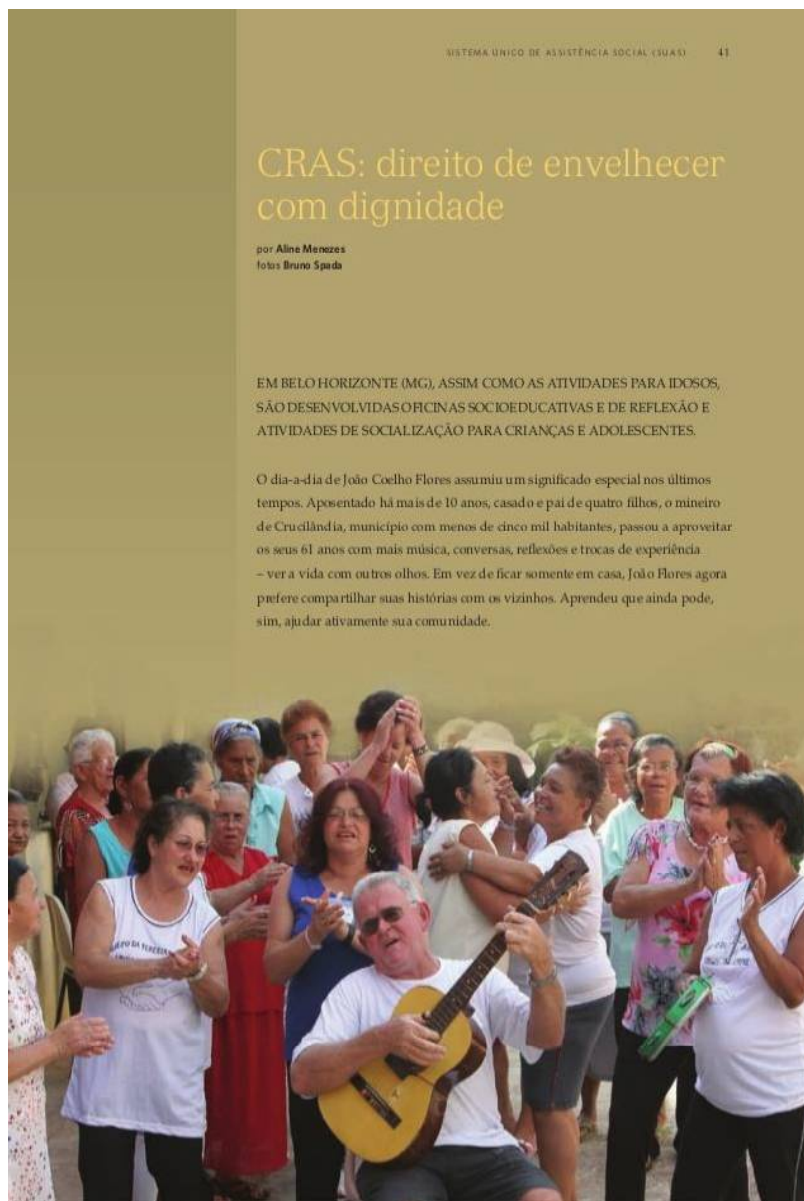 SISTEMA ÚNICO DE ASSISTÊNCIA SOCIAL (SUAS) 41
CRAS: direito de envelhecer
com dignidade
por Aline Menezes
fotos Bruno Spada
EM BELO HORIZONTE (MG), ASSIM COMO AS ATIVIDADES PARA IDOSOS,
SÃO DESENVOLVIDAS OFICINAS SOCIOEDUCATIVAS E DE REFLEXÃO E
ATIVIDADES DE SOCIALIZAÇÃO PARA CRIANÇAS E ADOLESCENTES.
O dia-a-dia de João Coelho Flores assumiu um significado especial nos últimos
tempos. Aposentado há mais de 10 anos, casado e pai de quatro filhos, o mineiro
de Crucilândia, município com menos de cinco mil habitantes, passou a aproveitar
os seus 61 anos com mais música, conversas, reflexões e trocas de experiência
– ver a vida com outros olhos. Em vez de ficar somente em casa, João Flores agora
prefere compartilhar suas histórias com os vizinhos. Aprendeu que ainda pode,
sim, ajudar ativamente sua comunidade.